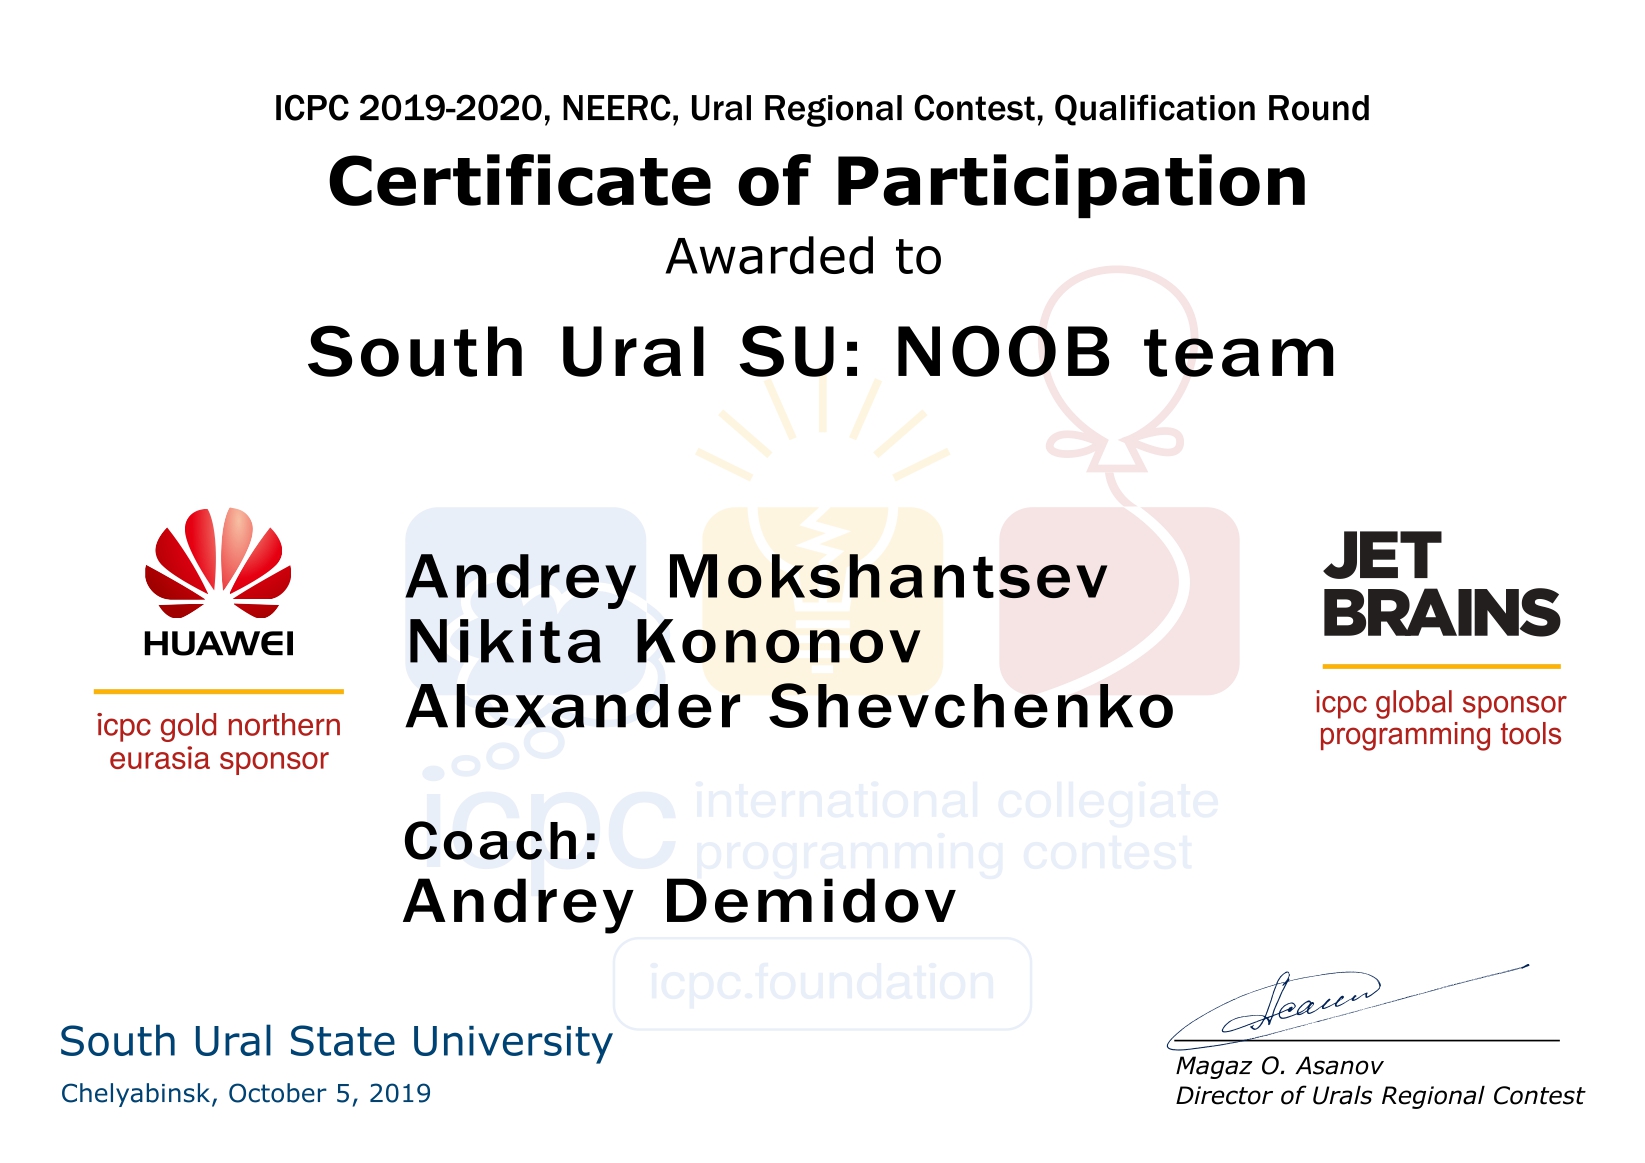 ICPC 2019-2020, NEERC, Ural Regional Contest, Qualification Round
Certificate of Participation
Awarded to
South Ural SU: NOOB team
HUAWEI
icpc gold northern
eurasia sponsor
Andrey Mokshantsev
Nikita Kononov
Alexander Shevchenko
JET
BRAINS
icpc global sponsor
programming tools
icpc
international collegiate
programming contest
Coach:
Andrey Demidov
icpc.foundation
South Ural State University
Chelyabinsk, October 5, 2019
Magaz O. Asanov
Director of Urals Regional Contest